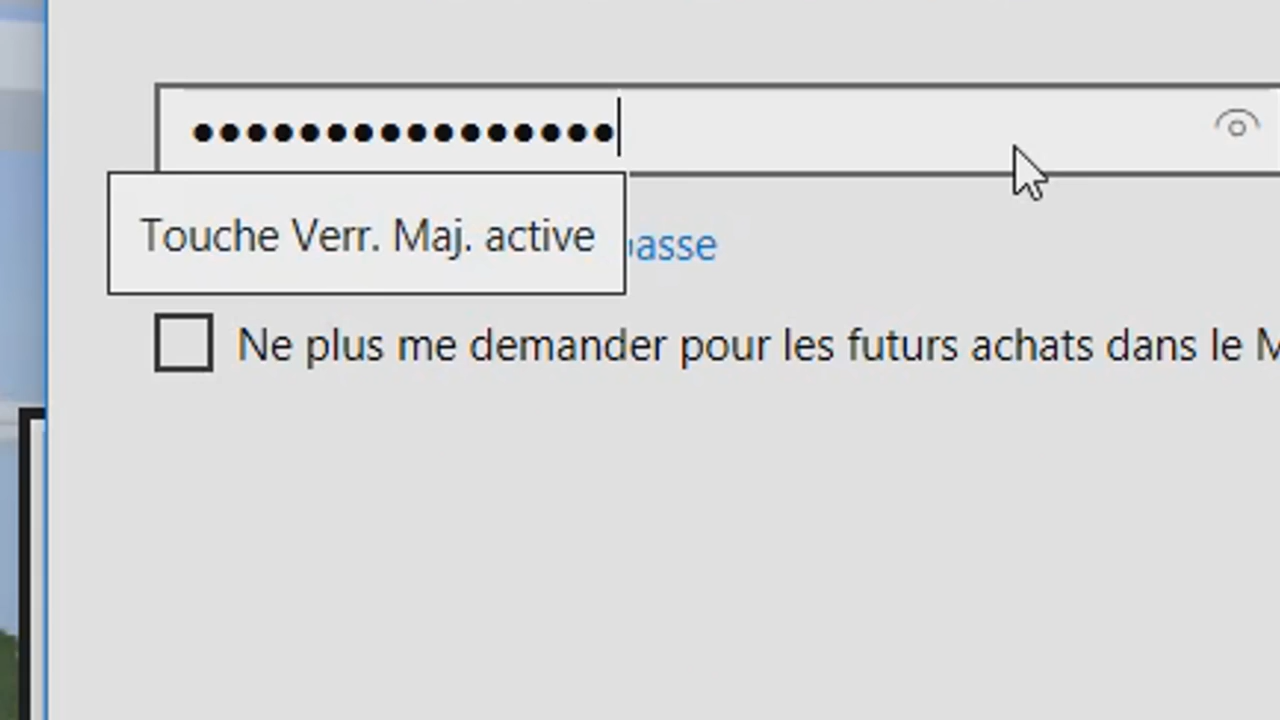 ••••••••••••••••
Touche Verr. Maj. active
asse
Ne plus me demander pour les futurs achats dans le M